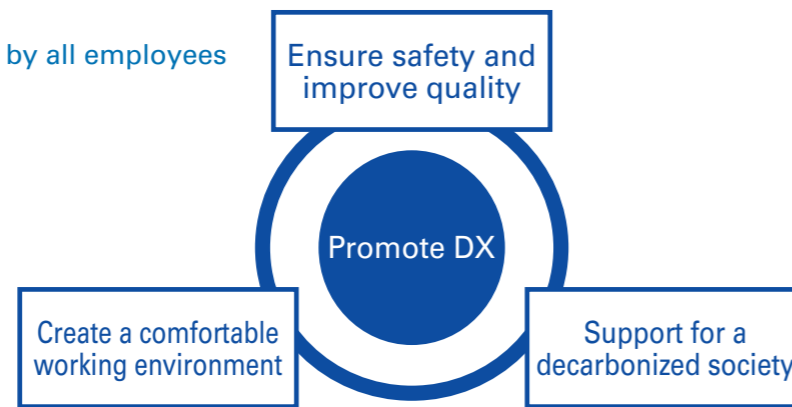 by all employees
Ensure safety and
improve quality
Promote DX
Create a comfortable
working environment
Support for a
decarbonized society